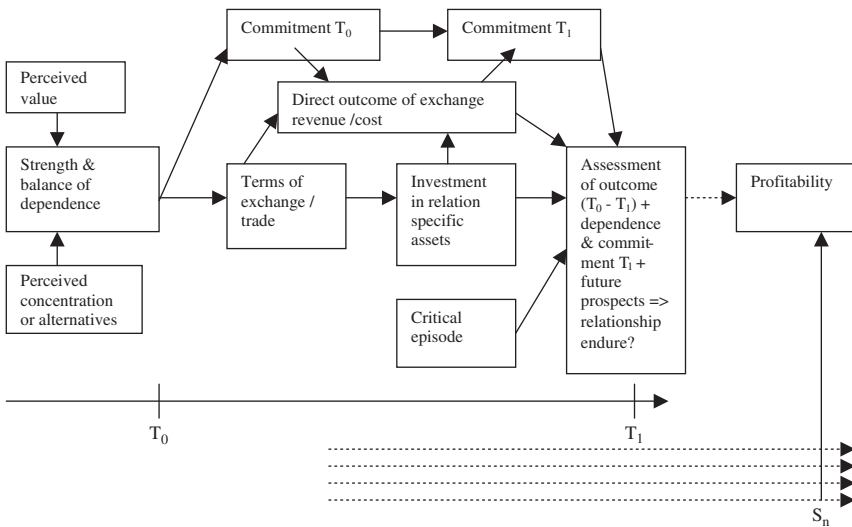 Commitment T₀
Commitment T₁
Perceived
value
Direct outcome of exchange
revenue /cost
Strength &
balance of
dependence
Terms of
exchange /
trade
Investment
in relation
specific
assets
Assessment
of outcome
(T₀ - T₁) +
dependence
& commit-
ment T₁ +
future
prospects =>
relationship
endure?
Profitability
Perceived
concentration
or alternatives
Critical
episode
T₀
T₁
Sₙ